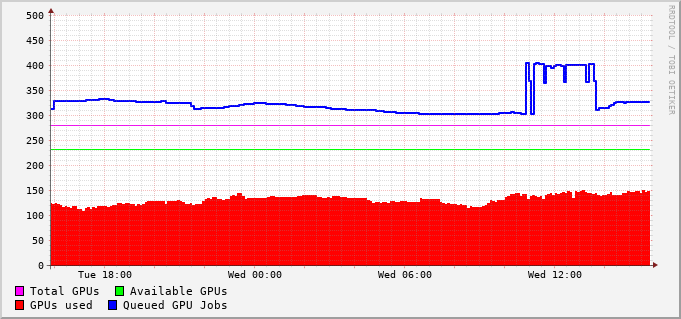 RRDTOOL / TOBI OETIKER
500
450
400
350
300
250
200
150
100
50
0
Tue 18:00 Wed 00:00 Wed 06:00 Wed 12:00
Total GPUs Available GPUs
GPUs used Queued GPU Jobs